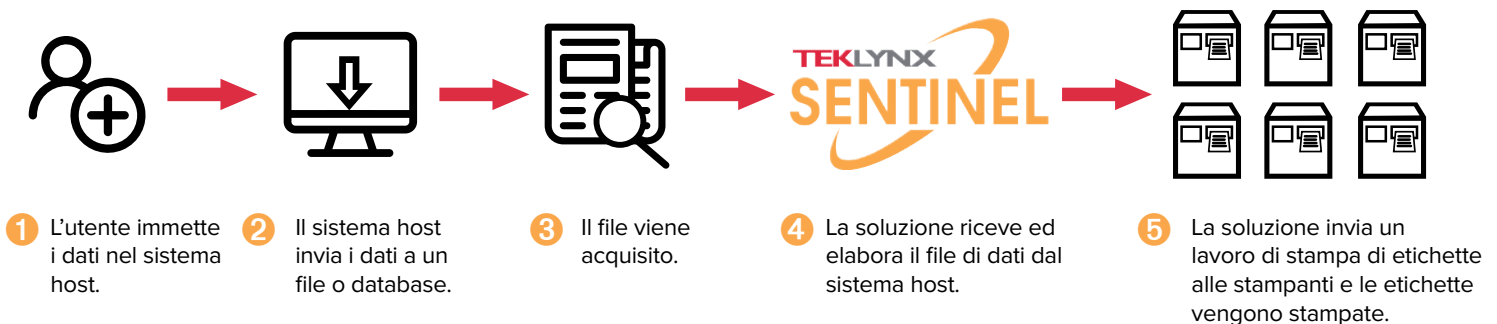 TEKLYNX
SENTINEL
1 L'utente immette
i dati nel sistema
host.
2 Il sistema host
invia i dati a un
file o database.
3 Il file viene
acquisito.
4 La soluzione riceve ed
elabora il file di dati dal
sistema host.
5 La soluzione invia un
lavoro di stampa di etichette
alle stampanti e le etichette
vengono stampate.